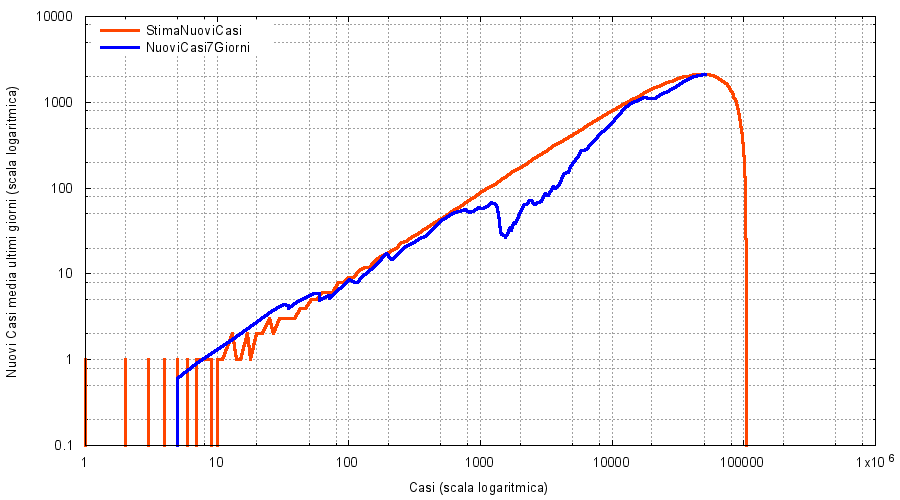 10000
StimaNuoviCasi
NuoviCasi7Giorni
1000
100
10
1
0.1
Nuovi Casi media ultimi giorni (scala logaritmica)
1 10 100 1000 10000 100000 1x10 6
Casi (scala logaritmica)